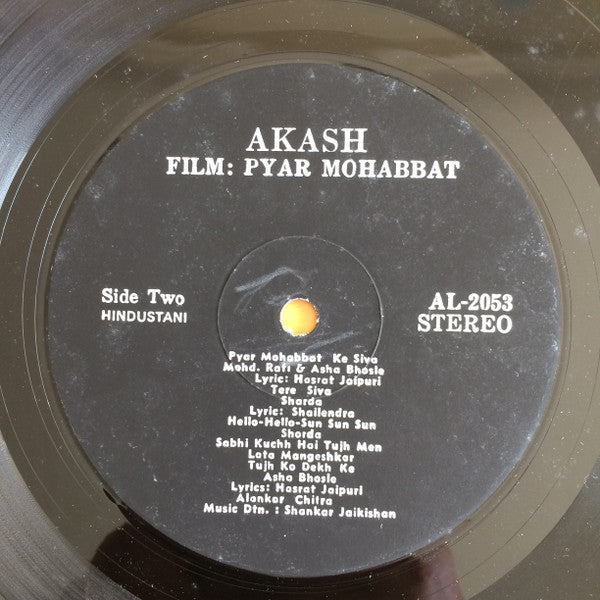 AKASH
FILM: PYAR MOHABBAT
Side Two
HINDUSTANI
AL-2053
STEREO
Pyar Mohabbat Ke Siva
Mohd. Rafi & Asha Bhosle
Lyric: Hasrat Jaipuri
Tere Siva
Sharda
Lyric: Shailendra
Hello-Hello-Sun Sun Sun
Shorda
Sabhi Kuchh Hai Tujh Men
Lata Mangeshkar
Tujh Ko Dekh Ke
Asha Bhosle
Lyrics: Hasrat Jaipuri
Alankar Chitra
Music Dtn. : Shankar Jaikishan